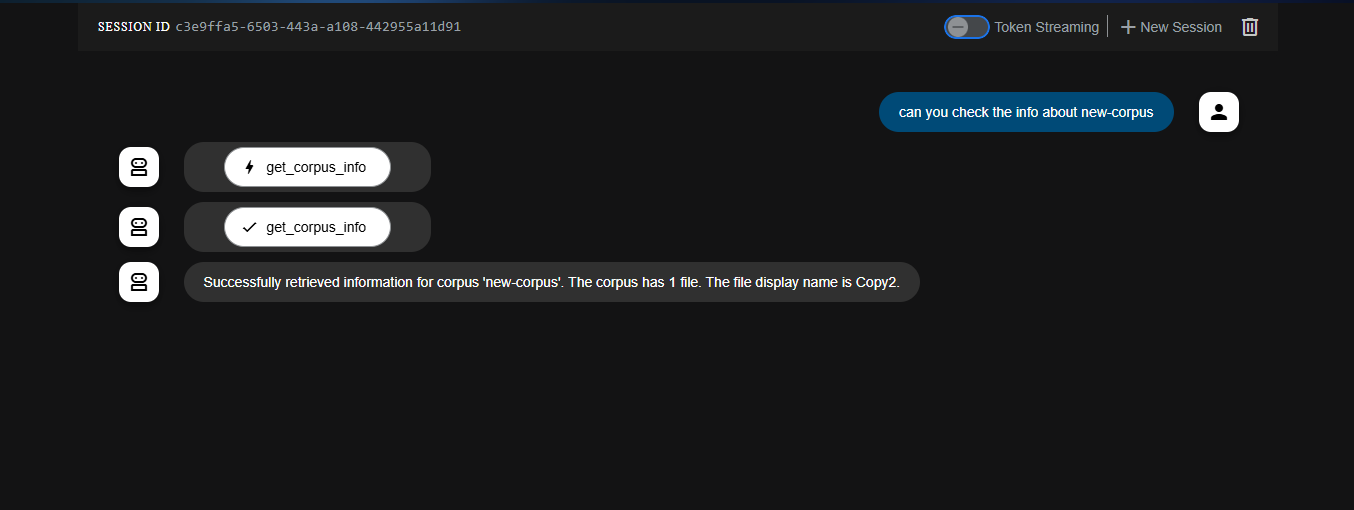 SESSION ID c3e9ffa5-6503-443a-a108-442955a11d91 Token Streaming New Session
can you check the info about new-corpus
get_corpus_info
get_corpus_info
Successfully retrieved information for corpus 'new-corpus'. The corpus has 1 file. The file display name is Copy2.